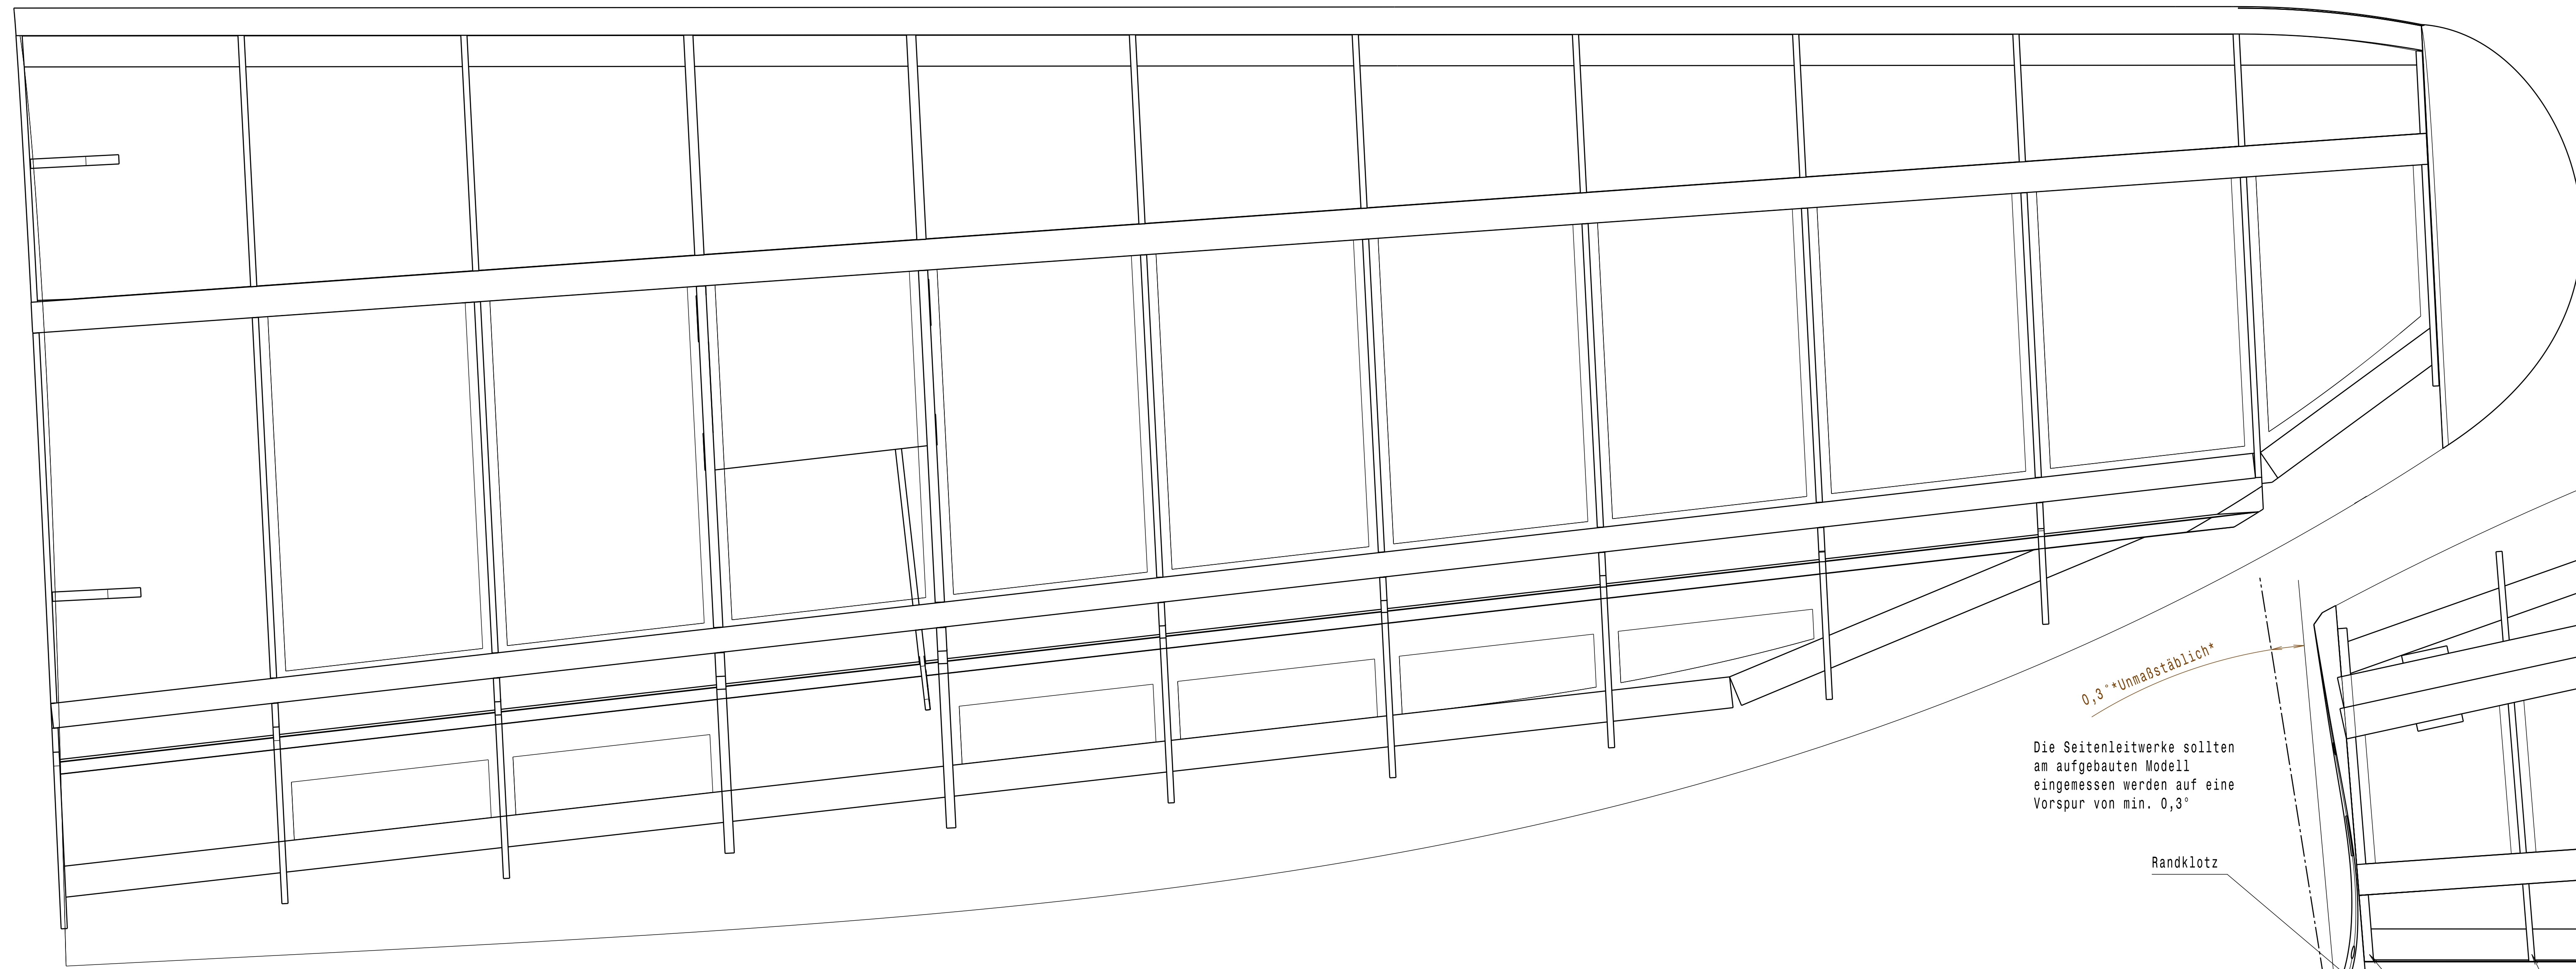 0,3°*Unmaßstäblich*
Die Seitenleitwerke sollten
am aufgebauten Modell
eingemessen werden auf eine
Vorspur von min. 0,3°
Randklotz